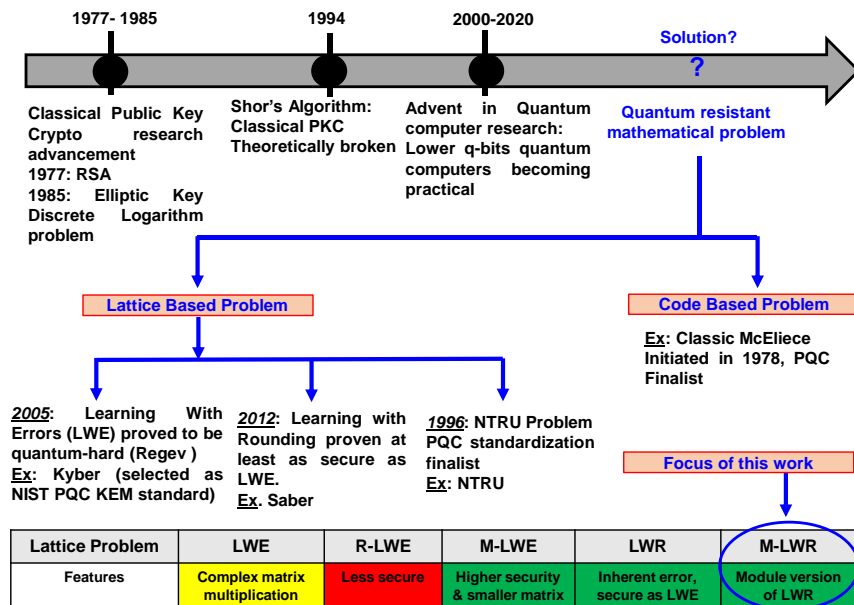 1977- 1985
1994
2000-2020
Solution?
?
Classical Public Key
Crypto research
advancement
1977: RSA
1985: Elliptic Key
Discrete Logarithm
problem
Shor's Algorithm:
Classical PKC
Theoretically broken
Advent in Quantum
computer research:
Lower q-bits quantum
computers becoming
practical
Quantum resistant
mathematical problem
Lattice Based Problem
Code Based Problem
Ex: Classic McEliece
Initiated in 1978, PQC
Finalist
2005: Learning With
Errors (LWE) proved to be
quantum-hard (Regev )
Ex: Kyber (selected as
NIST PQC KEM standard)
2012: Learning with
Rounding proven at
least as secure as
LWE.
Ex. Saber
1996: NTRU Problem
PQC standardization
finalist
Ex: NTRU
Focus of this work
Lattice Problem LWE R-LWE M-LWE LWR M-LWR
Features Complex matrix multiplication Less secure Higher security & smaller matrix Inherent error, secure as LWE Module version of LWR